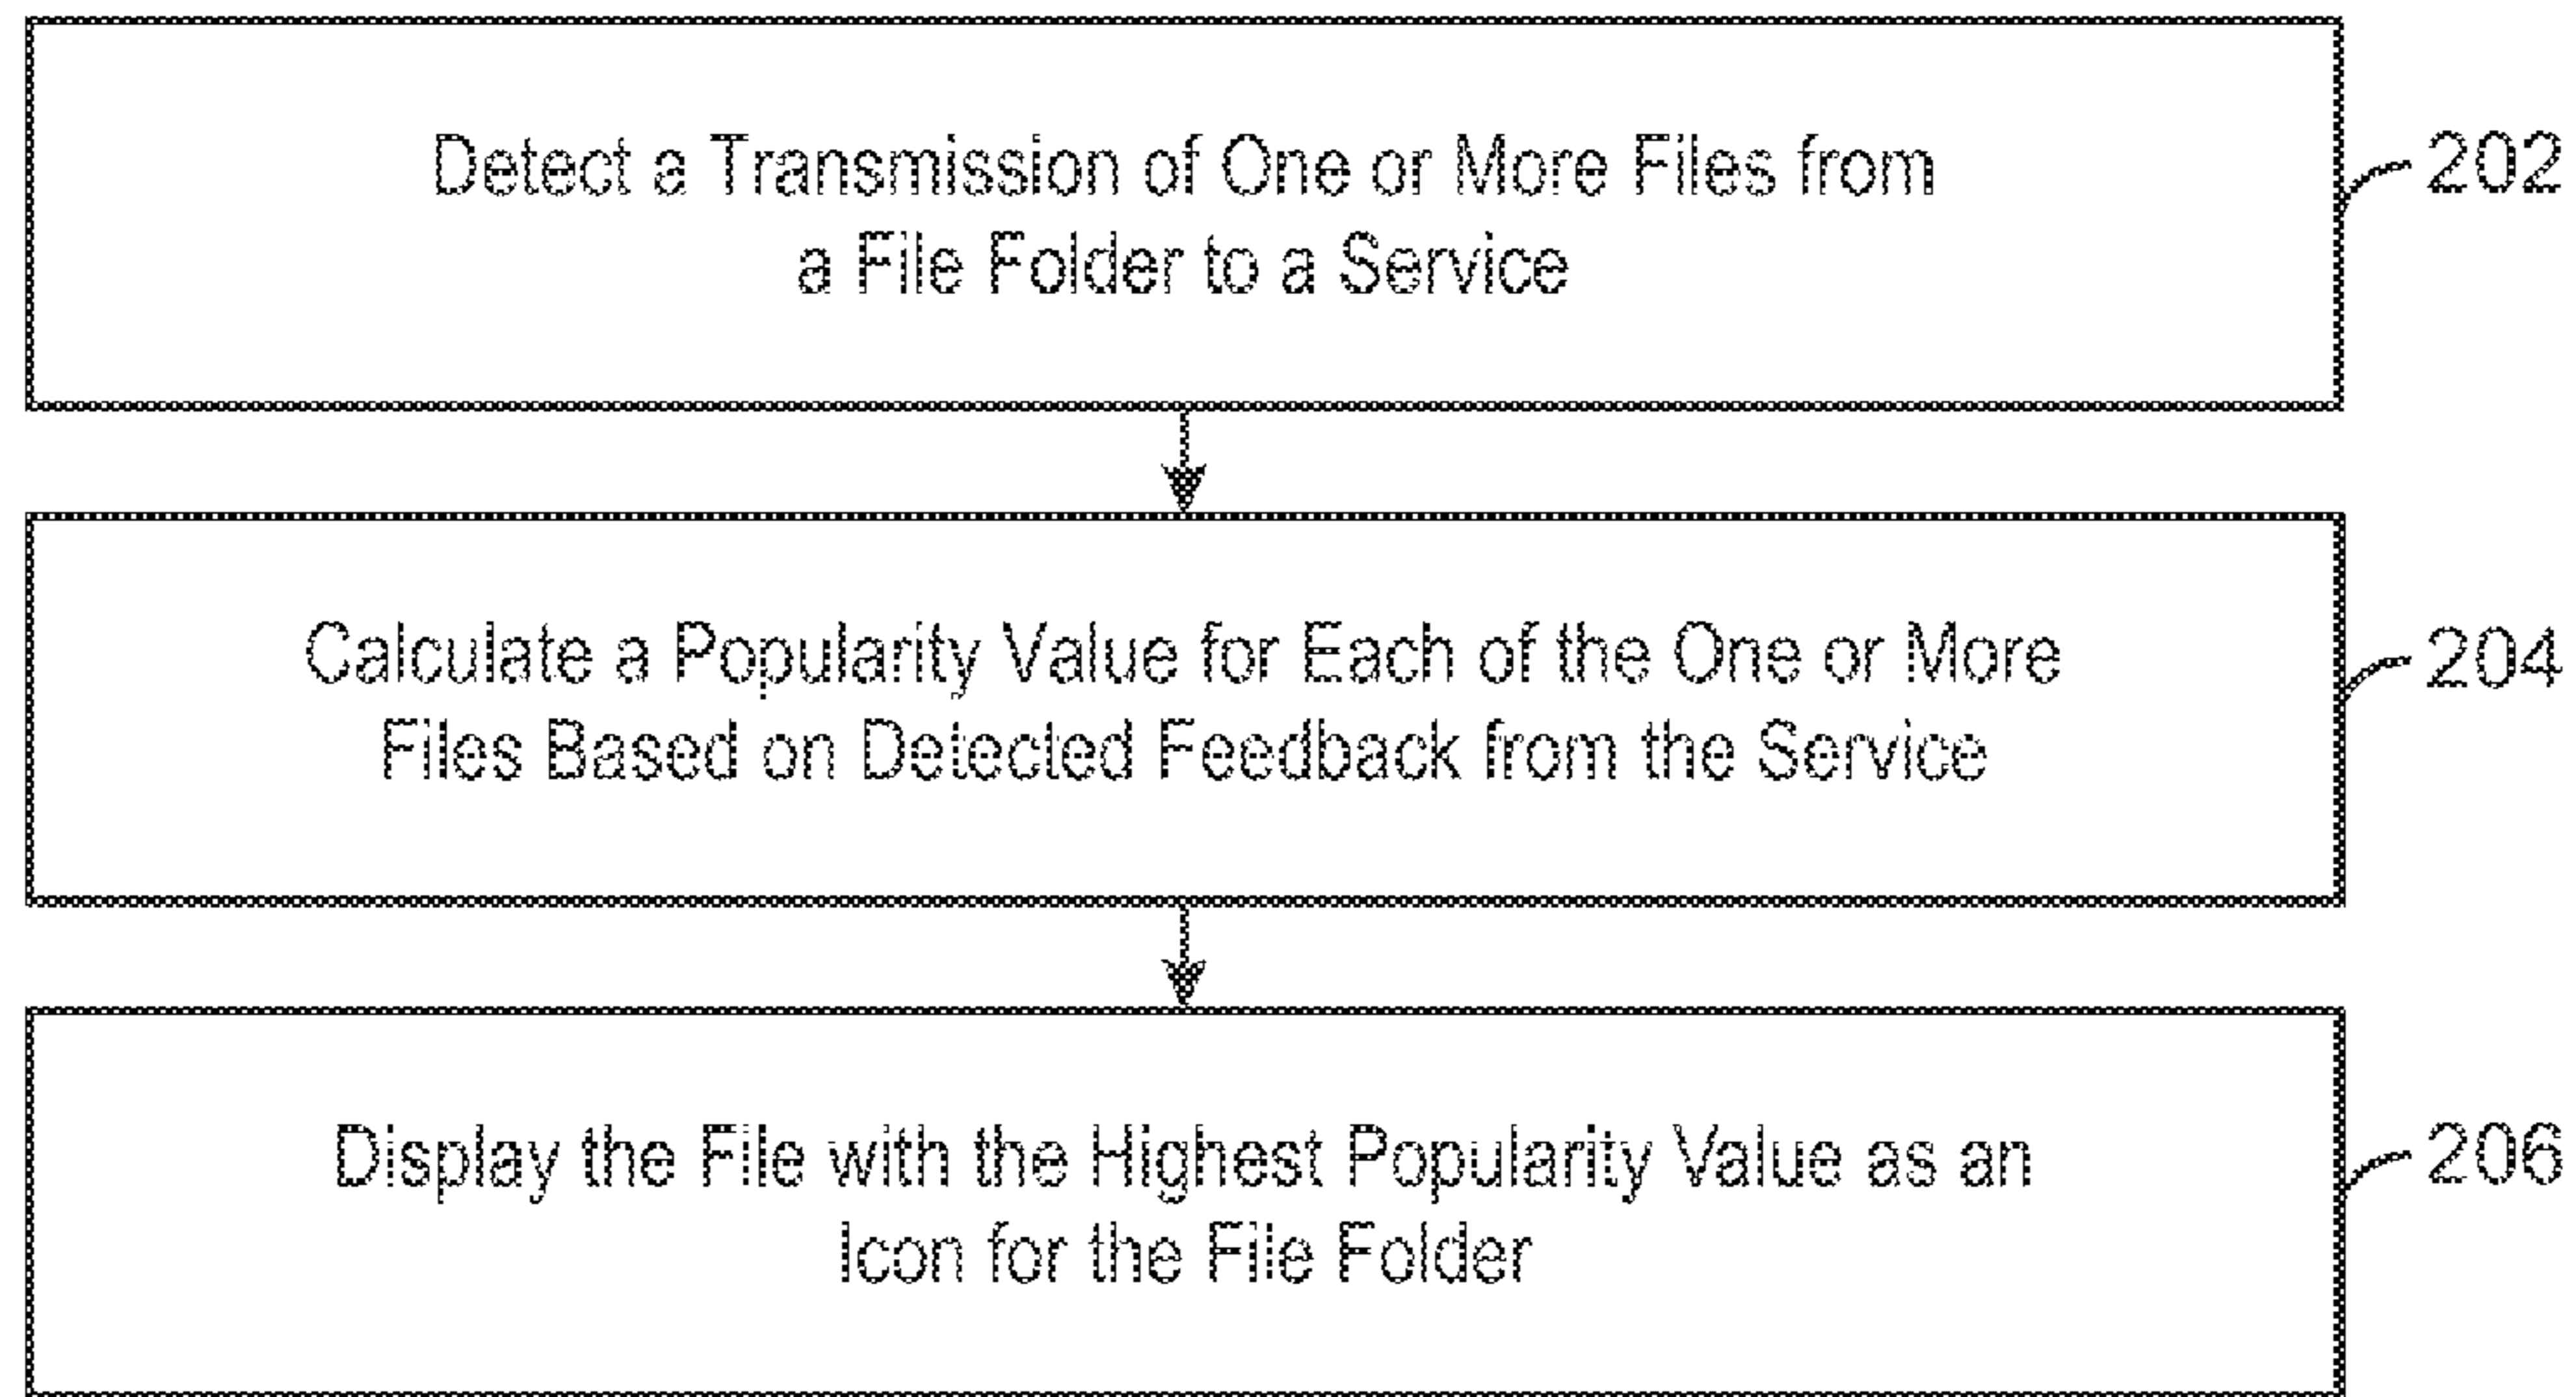 Detect a Transmission of One or More Files from
a File Folder to a Service
202
Calculate a Popularity Value for Each of the One or More
Files Based on Detected Feedback from the Service
204
Display the File with the Highest Popularity Value as an
Icon for the File Folder
206